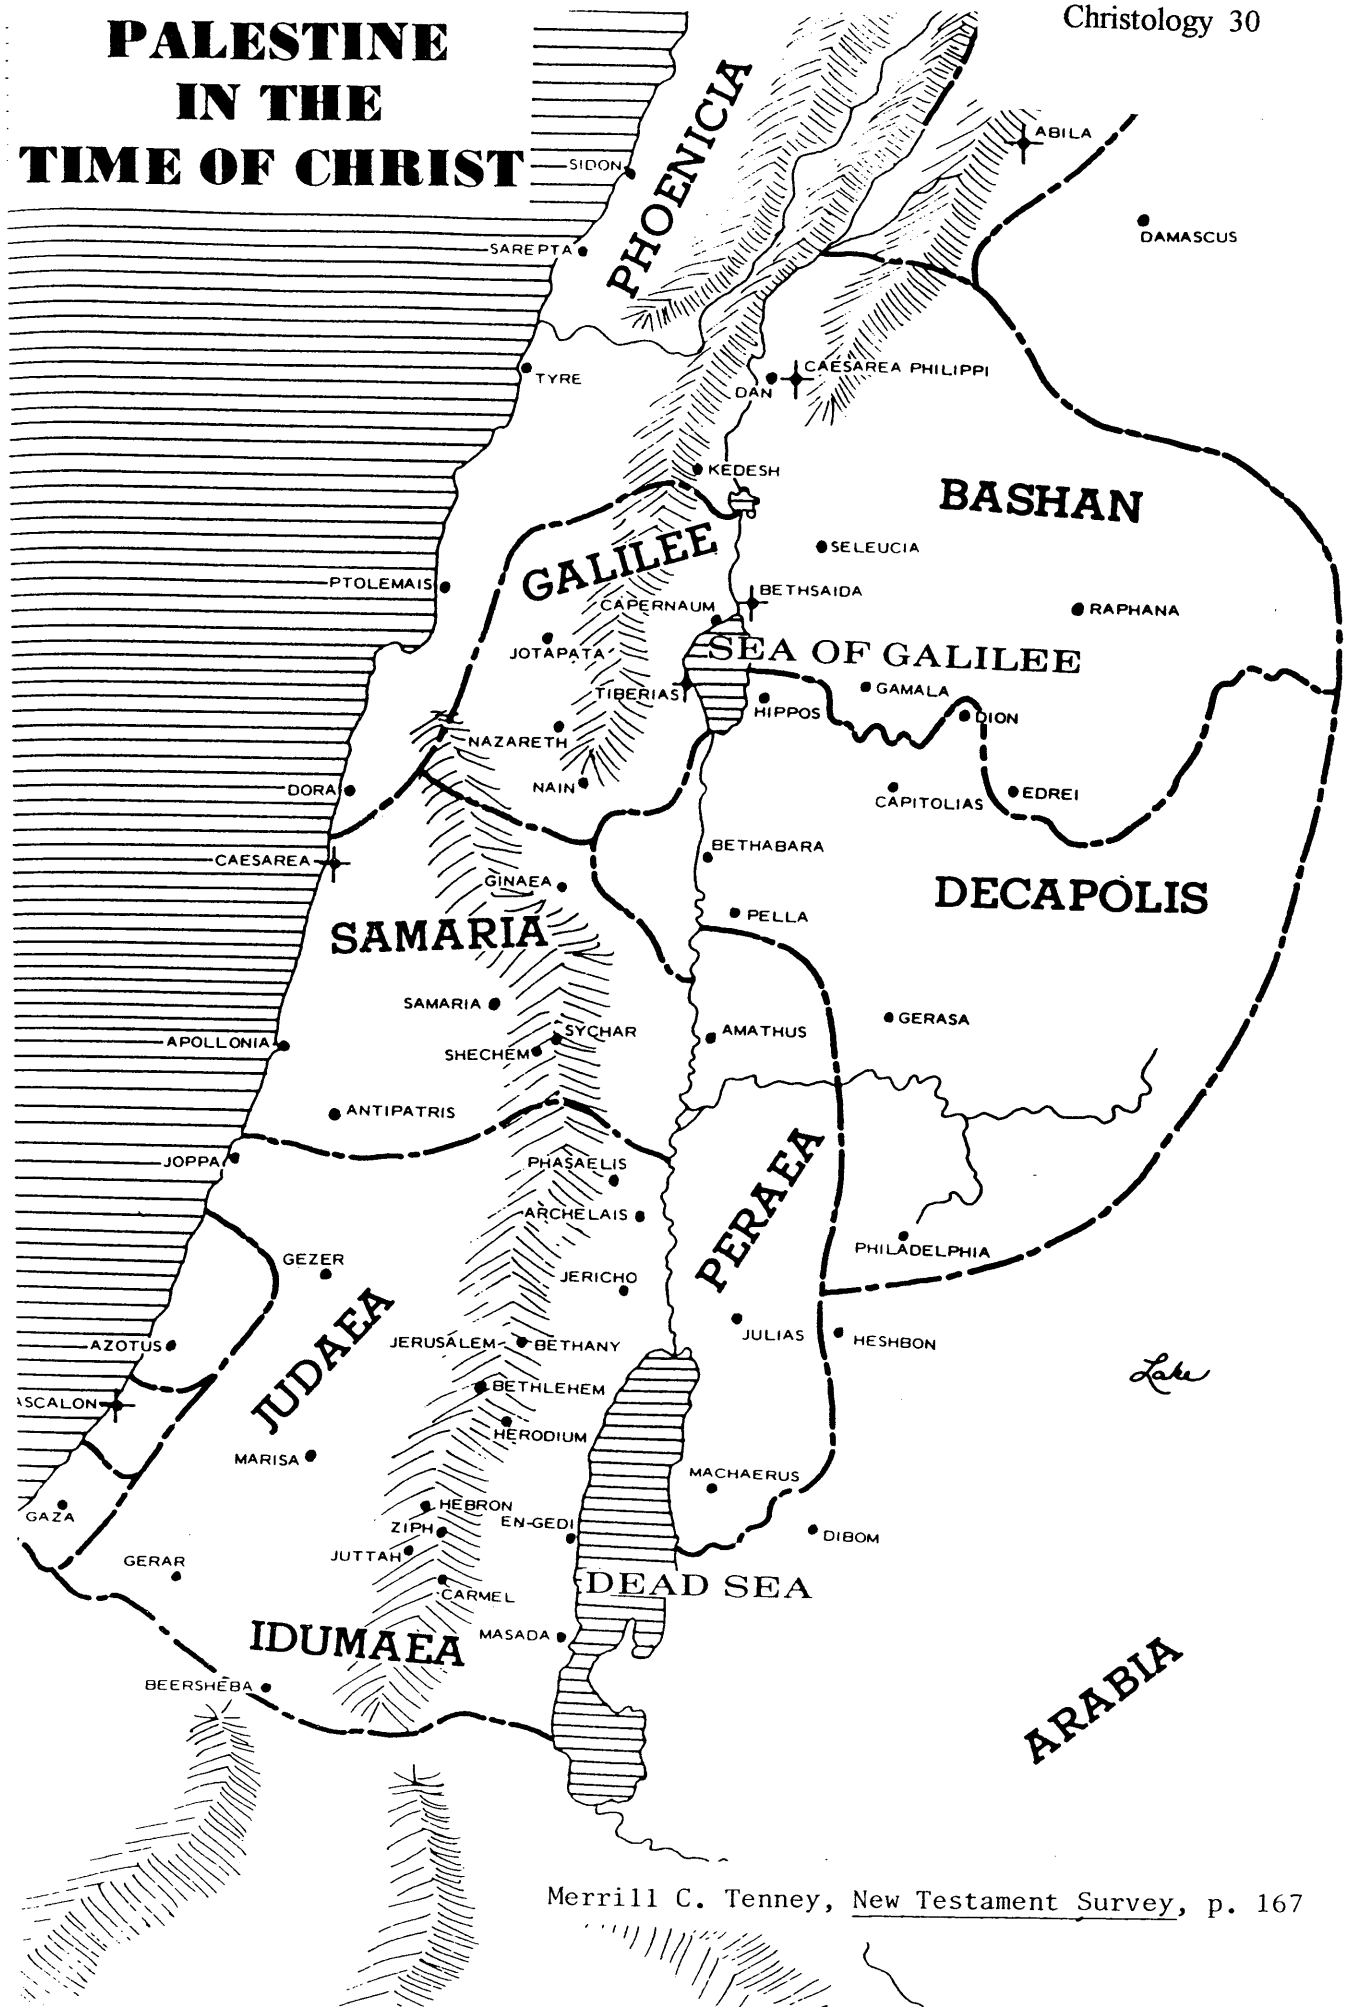 Christology 30
PALESTINE
IN THE
TIME OF CHRIST
PHOENICIA
ABILA
SIDON
DAMASCUS
SAREPTA
TYRE
CAESAREA PHILIPPI
DAN
KEDESH
BASHAN
GALILEE
SELEUCIA
PTOLEMAIS
BETHSAIDA
CAPERNAUM
RAPHANA
JOTAPATA
SEA OF GALILEE
TIBERIAS
GAMALA
HIPPOS
DION
NAZARETH
NAIN
DORA
EDREI
CAPITOLIAS
BETHABARA
CAESAREA
GINAEA
DECAPOLIS
PELLA
SAMARIA
SAMARIA
GERASA
SYCHAR
AMATHUS
APOLLONIA
SHECHEM
ANTIPATRIS
JOPPA
PHASAELIS
PERAEA
ARCHELAIS
PHILADELPHIA
GEZER
JERICHO
JUDAEA
JULIAS
HESHBON
AZOTUS
JERUSALEM
BETHANY
Lake
BETHLEHEM
ASCALON
HERODIUM
MARISA
MACHAERUS
HEBRON
GAZA
EN-GEDI
ZIPH
DIBOM
JUTTAH
GERAR
DEAD SEA
CARMEL
IDUMAEA
MASADA
ARABIA
BEERSHEBA
Merrill C. Tenney, New Testament Survey, p. 167